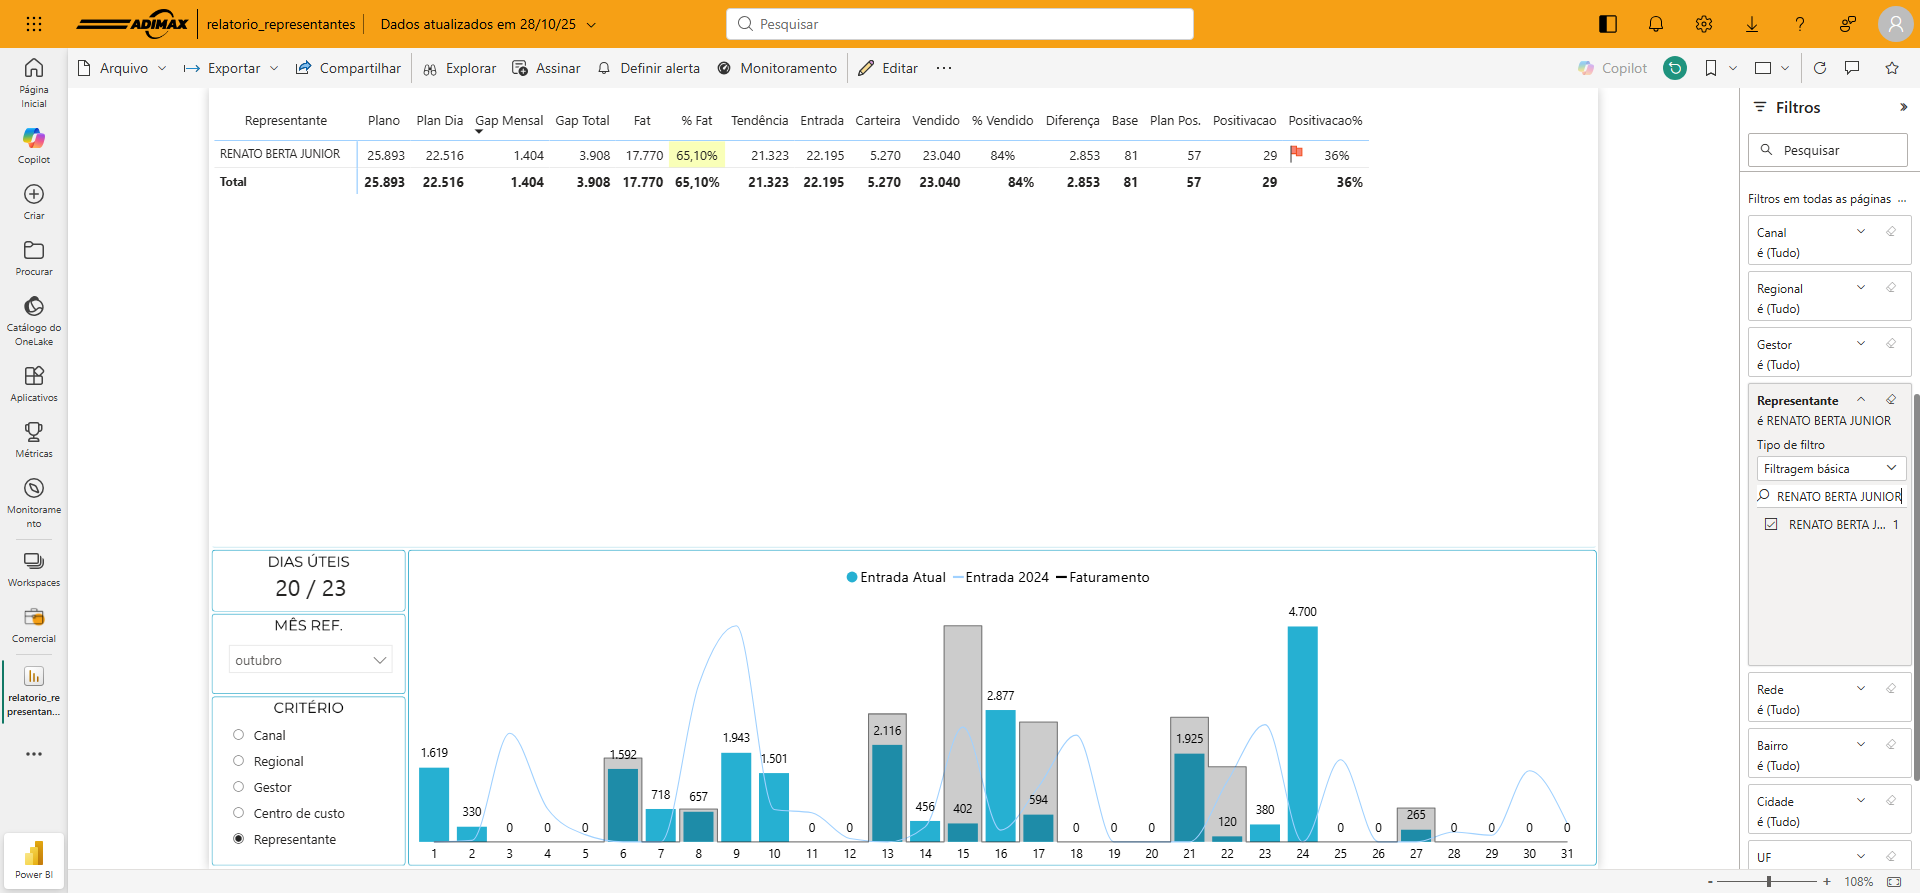 ADIMAX relatorio_representantes Dados atualizados em 28/10/25 Pesquisar
Arquivo Exportar Compartilhar Explorar Assinar Definir alerta Monitoramento Editar ... Copilot
Página Inicial
Copilot
Criar
Procurar
Catálogo do OneLake
Aplicativos
Métricas
Monitoramento
Workspaces
Comercial
relatorio_representan...
...
Power BI
Representante Plano Plan Dia Gap Mensal Gap Total Fat % Fat Tendência Entrada Carteira Vendido % Vendido Diferença Base Plan Pos. Positivacao Positivacao%
RENATO BERTA JUNIOR 25.893 22.516 1.404 3.908 17.770 65,10% 21.323 22.195 5.270 23.040 84% 2.853 81 57 29 36%
Total 25.893 22.516 1.404 3.908 17.770 65,10% 21.323 22.195 5.270 23.040 84% 2.853 81 57 29 36%
DIAS ÚTEIS
20 / 23
MÊS REF.
outubro
CRITÉRIO
Canal
Regional
Gestor
Centro de custo
Representante
Entrada Atual Entrada 2024 Faturamento
1.619 330 0 0 0 1.592 718 657 1.943 1.501 0 0 2.116 456 402 2.877 594 0 0 0 1.925 120 380 4.700 0 0 265 0 0 0 0
1 2 3 4 5 6 7 8 9 10 11 12 13 14 15 16 17 18 19 20 21 22 23 24 25 26 27 28 29 30 31
Filtros
Pesquisar
Filtros em todas as páginas ...
Canal
é (Tudo)
Regional
é (Tudo)
Gestor
é (Tudo)
Representante
é RENATO BERTA JUNIOR
Tipo de filtro
Filtragem básica
RENATO BERTA JUNIOR
RENATO BERTA J... 1
Rede
é (Tudo)
Bairro
é (Tudo)
Cidade
é (Tudo)
UF
- + 108%